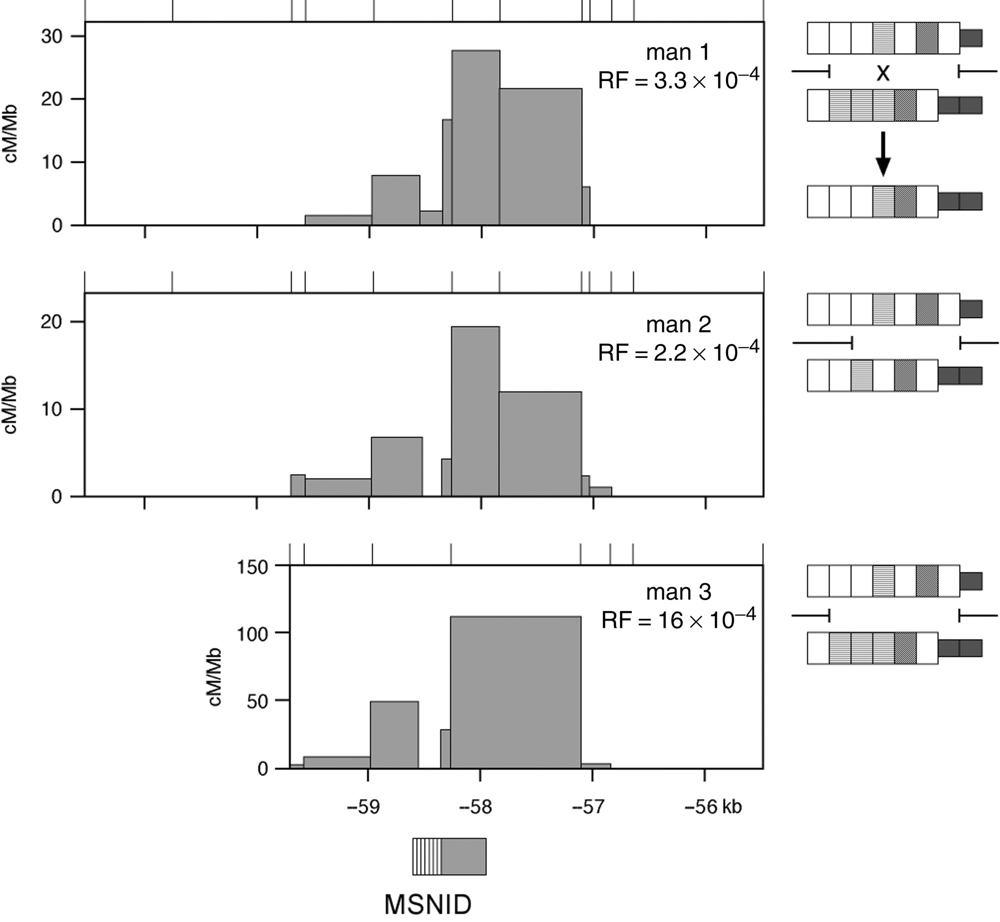 30
20
10
0
cM/Mb
man 1
RF = 3.3 × 10–4
X
20
10
0
cM/Mb
man 2
RF = 2.2 × 10–4
150
100
50
0
cM/Mb
man 3
RF = 16 × 10–4
–59 –58 –57 –56 kb
MSNID